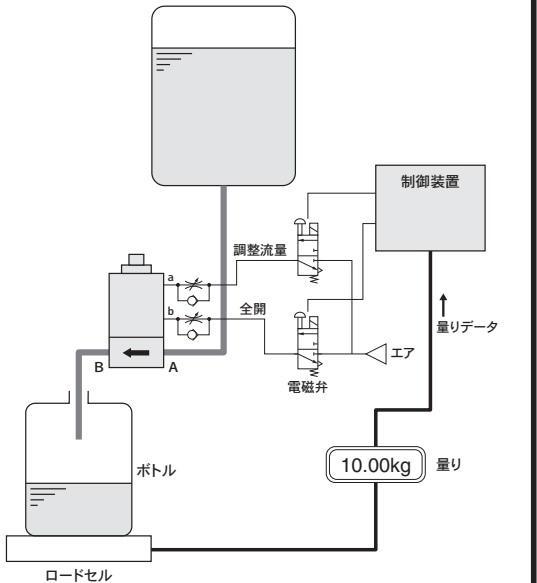 制御装置
調整流量
a
全開
b
量りデータ
エア
B
A
電磁弁
10.00kg
量り
ボトル
ロードセル